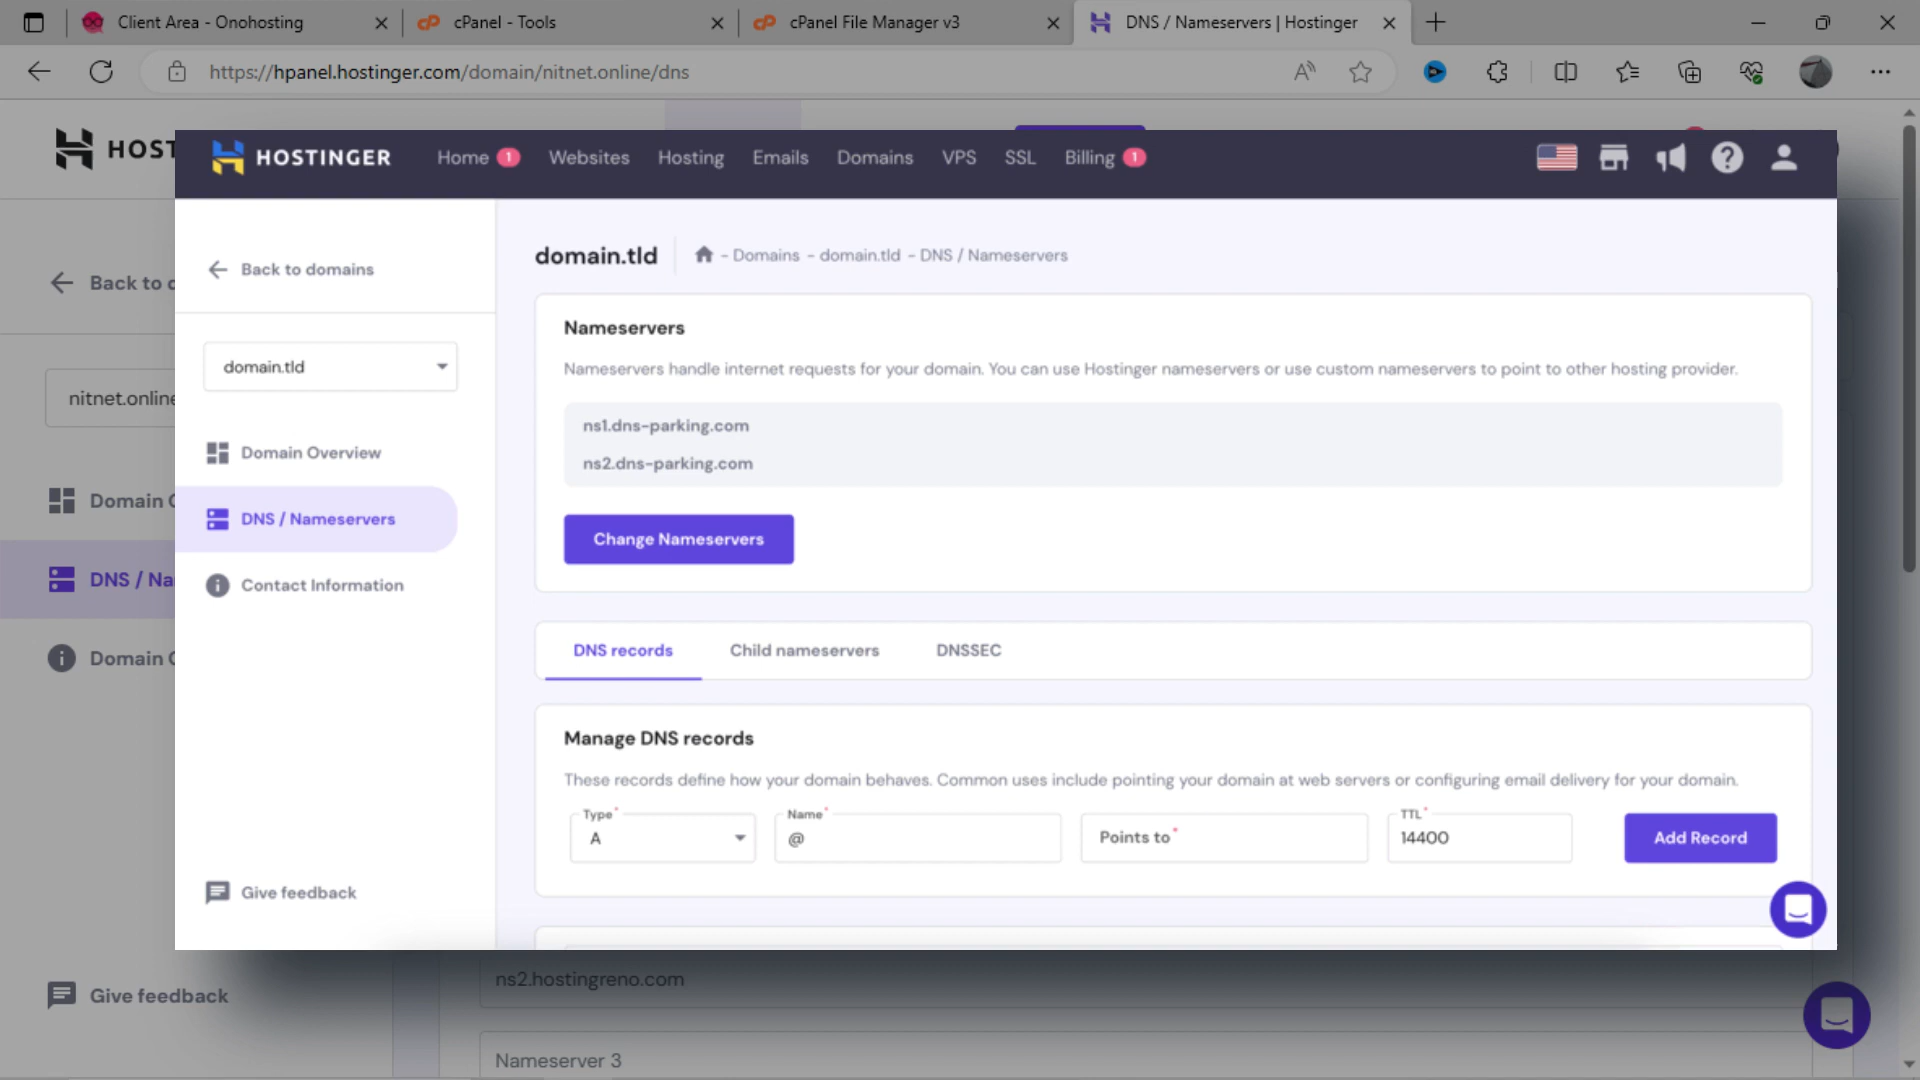 Client Area - Onohosting
cPanel - Tools
cPanel File Manager v3
DNS / Nameservers | Hostinger
https://hpanel.hostinger.com/domain/nitnet.online/dns
HOST
HOSTINGER
Home 1
Websites
Hosting
Emails
Domains
VPS
SSL
Billing 1
Back to
Back to domains
domain.tld
- Domains - domain.tld - DNS / Nameservers
nitnet.online
domain.tld
Nameservers
Nameservers handle internet requests for your domain. You can use Hostinger nameservers or use custom nameservers to point to other hosting provider.
ns1.dns-parking.com
ns2.dns-parking.com
Change Nameservers
Domain
Domain Overview
DNS / Na
DNS / Nameservers
Domain
Contact Information
DNS records
Child nameservers
DNSSEC
Manage DNS records
These records define how your domain behaves. Common uses include pointing your domain at web servers or configuring email delivery for your domain.
Type*
A
Name*
@
Points to*
TTL*
14400
Add Record
Give feedback
Give feedback
ns2.hostingreno.com
Nameserver 3